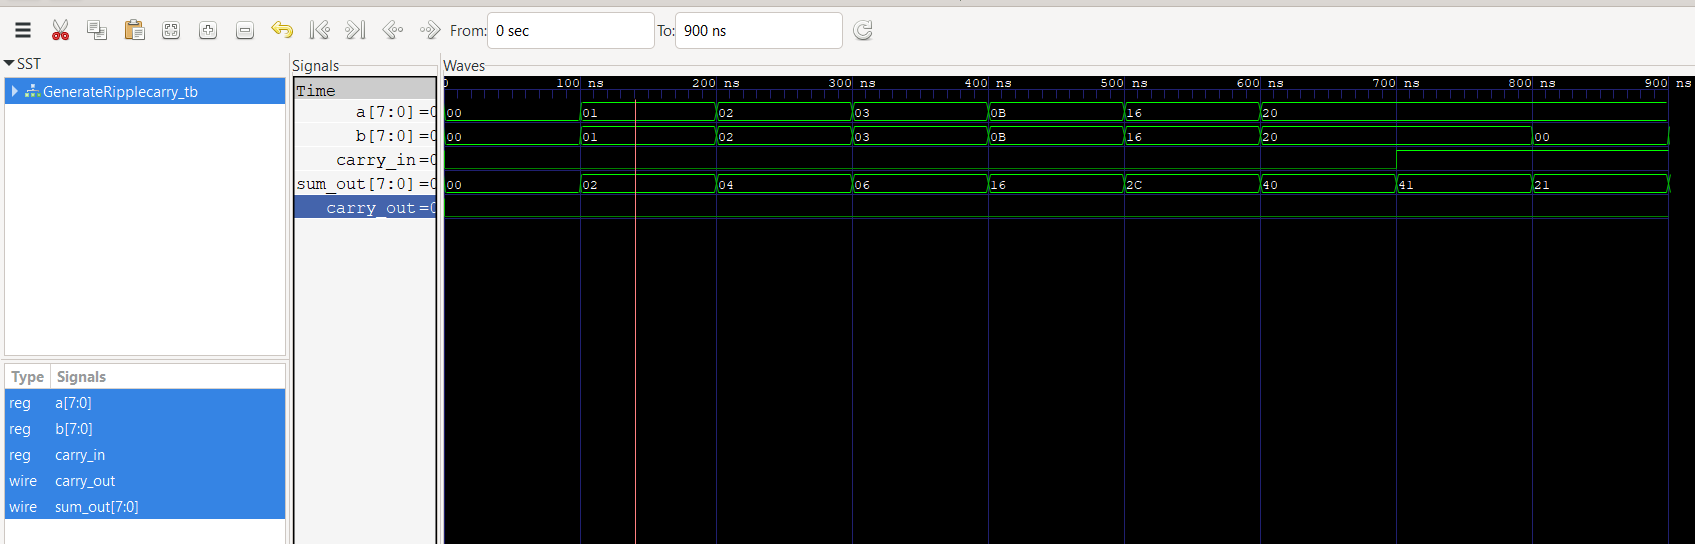 From: 0 sec To: 900 ns
SST
GenerateRipplecarry_tb
Type Signals
reg a[7:0]
reg b[7:0]
reg carry_in
wire carry_out
wire sum_out[7:0]
Signals
Time
a[7:0]=0
b[7:0]=0
carry_in=0
sum_out[7:0]=0
carry_out=0
Waves
0 100 ns 200 ns 300 ns 400 ns 500 ns 600 ns 700 ns 800 ns 900 ns
00 01 02 03 0B 16 20
00 01 02 03 0B 16 20 00
00 02 04 06 16 2C 40 41 21